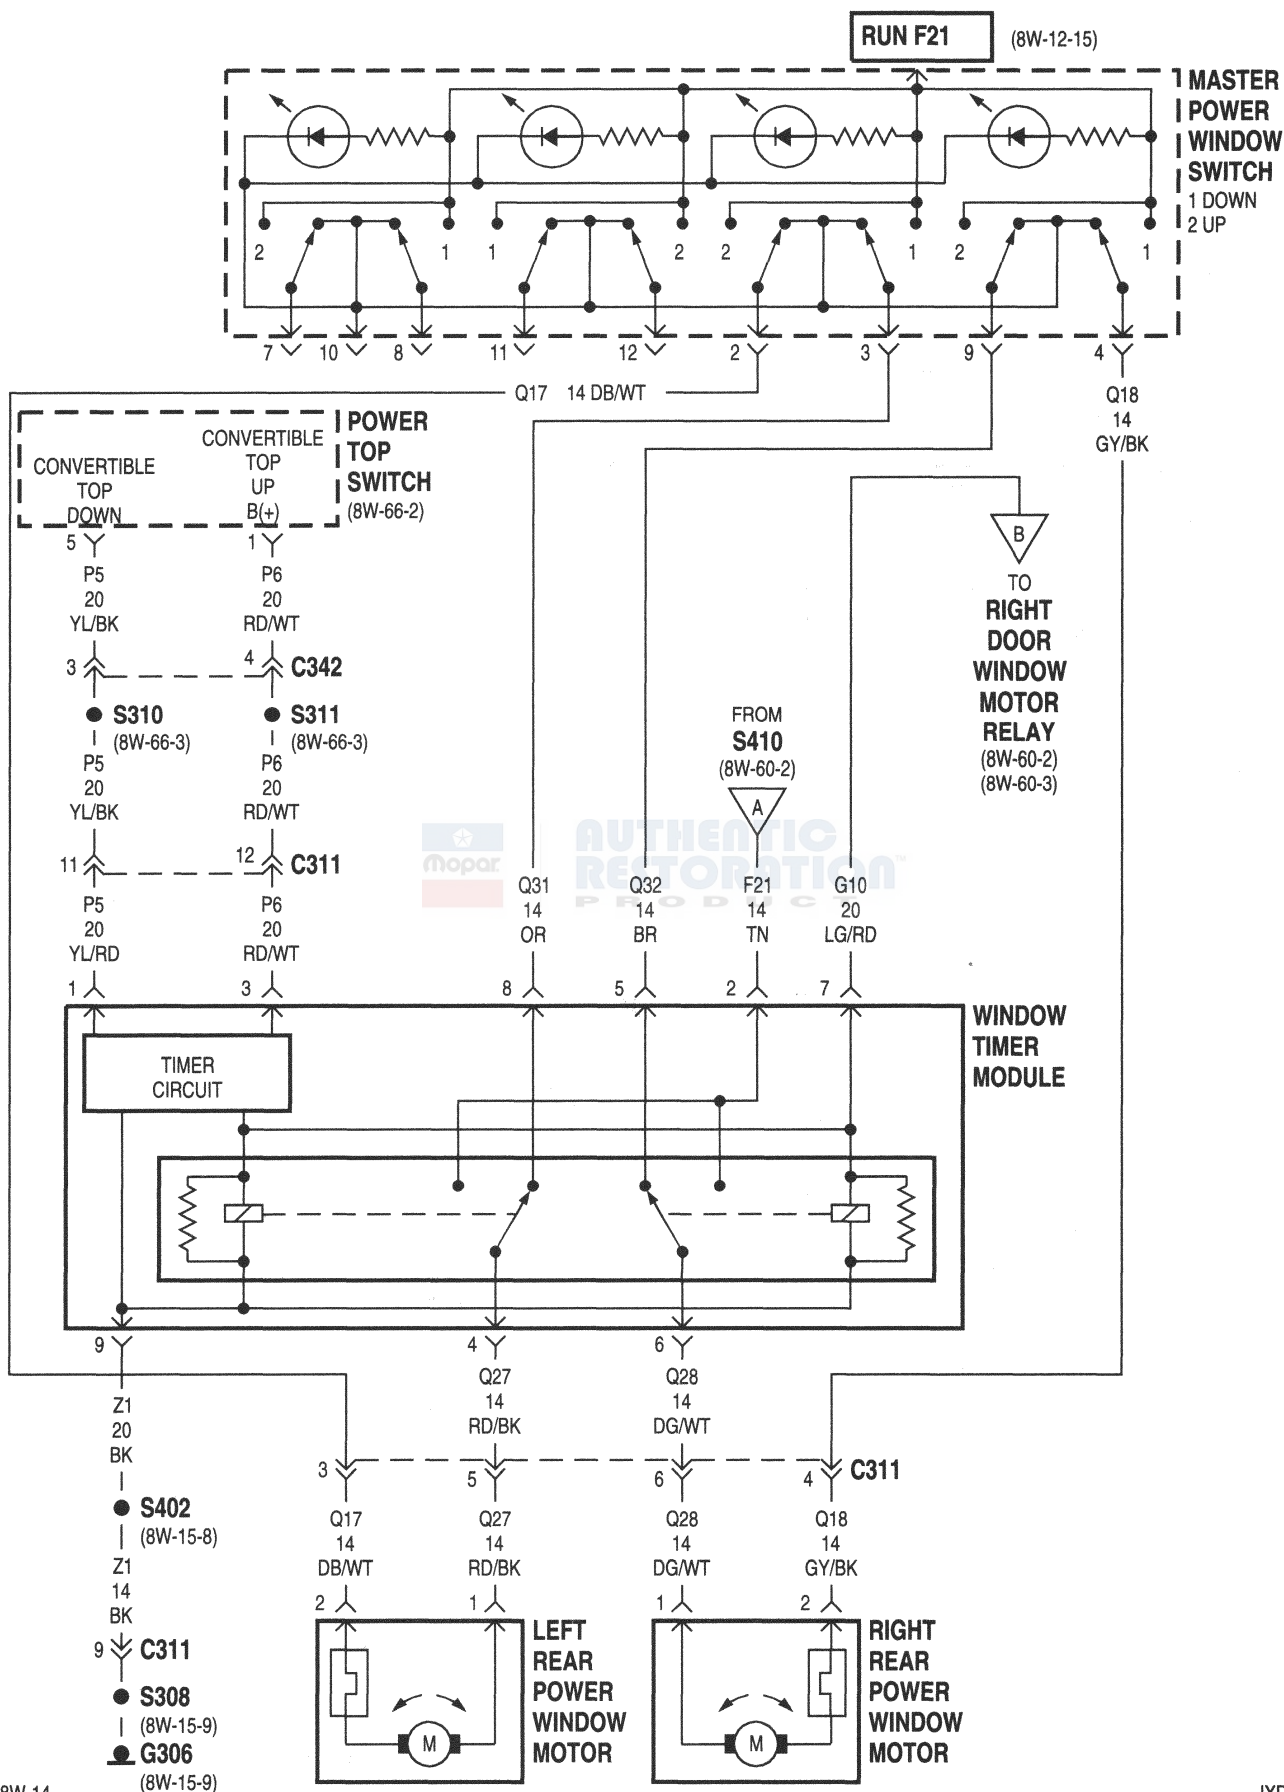 RUN F21
(8W-12-15)
MASTER
POWER
WINDOW
SWITCH
1 DOWN
2 UP
2 1 1 2 2 1 2 1
7 10 8 11 12 2 3 9 4
Q17 14 DB/WT
Q18
14
GY/BK
POWER
TOP
SWITCH
(8W-66-2)
CONVERTIBLE
TOP
DOWN
CONVERTIBLE
TOP
UP
B(+)
5 1
P5
20
YL/BK
P6
20
RD/WT
3 4 C342
S310
(8W-66-3)
S311
(8W-66-3)
P5
20
YL/BK
P6
20
RD/WT
11 12 C311
P5
20
YL/RD
P6
20
RD/WT
B
TO
RIGHT
DOOR
WINDOW
MOTOR
RELAY
(8W-60-2)
(8W-60-3)
FROM
S410
(8W-60-2)
A
Mopar
AUTHENTIC
RESTORATION™
PRODUCT
Q31
14
OR
Q32
14
BR
F21
14
TN
G10
20
LG/RD
1 3 8 5 2 7
WINDOW
TIMER
MODULE
TIMER
CIRCUIT
9 4 6
Z1
20
BK
Q27
14
RD/BK
Q28
14
DG/WT
3 5 6 4 C311
S402
(8W-15-8)
Z1
14
BK
9 C311
S308
(8W-15-9)
G306
(8W-15-9)
Q17
14
DB/WT
Q27
14
RD/BK
Q28
14
DG/WT
Q18
14
GY/BK
2 1 1 2
M
LEFT
REAR
POWER
WINDOW
MOTOR
M
RIGHT
REAR
POWER
WINDOW
MOTOR